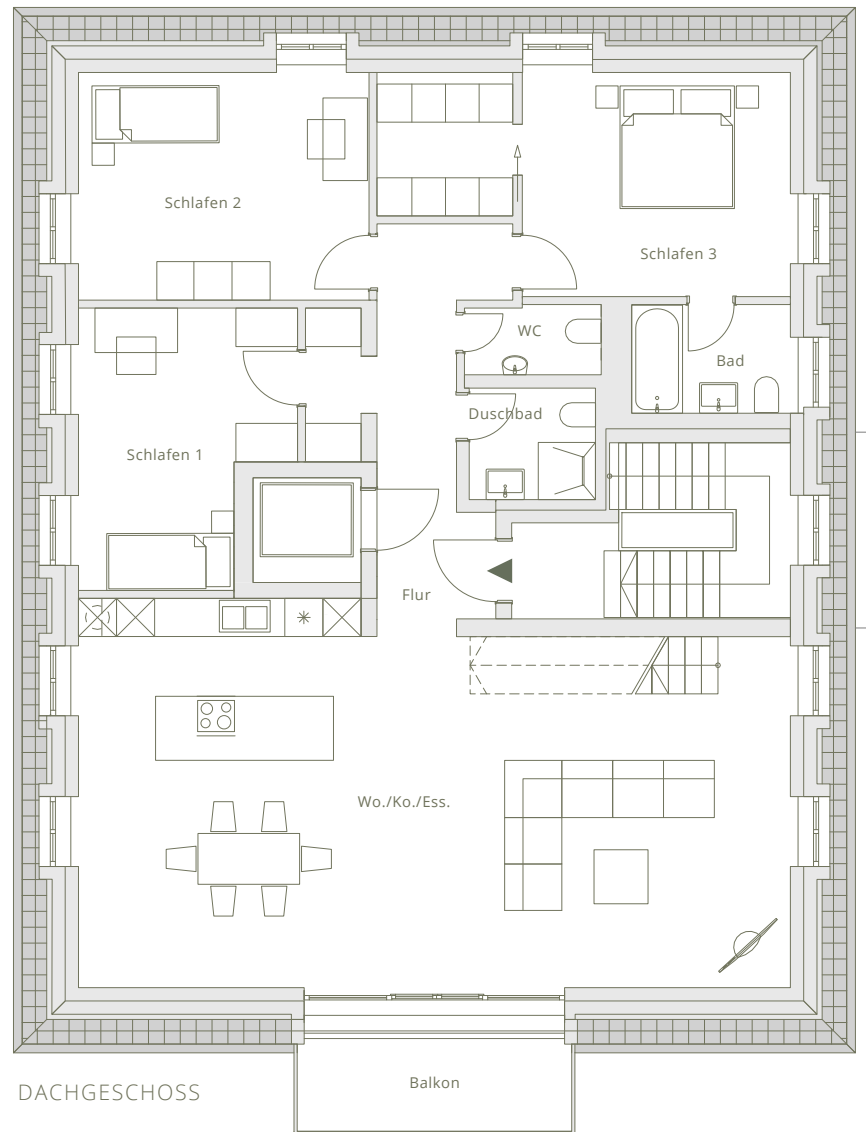 Schlafen 2
Schlafen 3
WC
Bad
Duschbad
Schlafen 1
Flur
Wo./Ko./Ess.
Balkon
DACHGESCHOSS